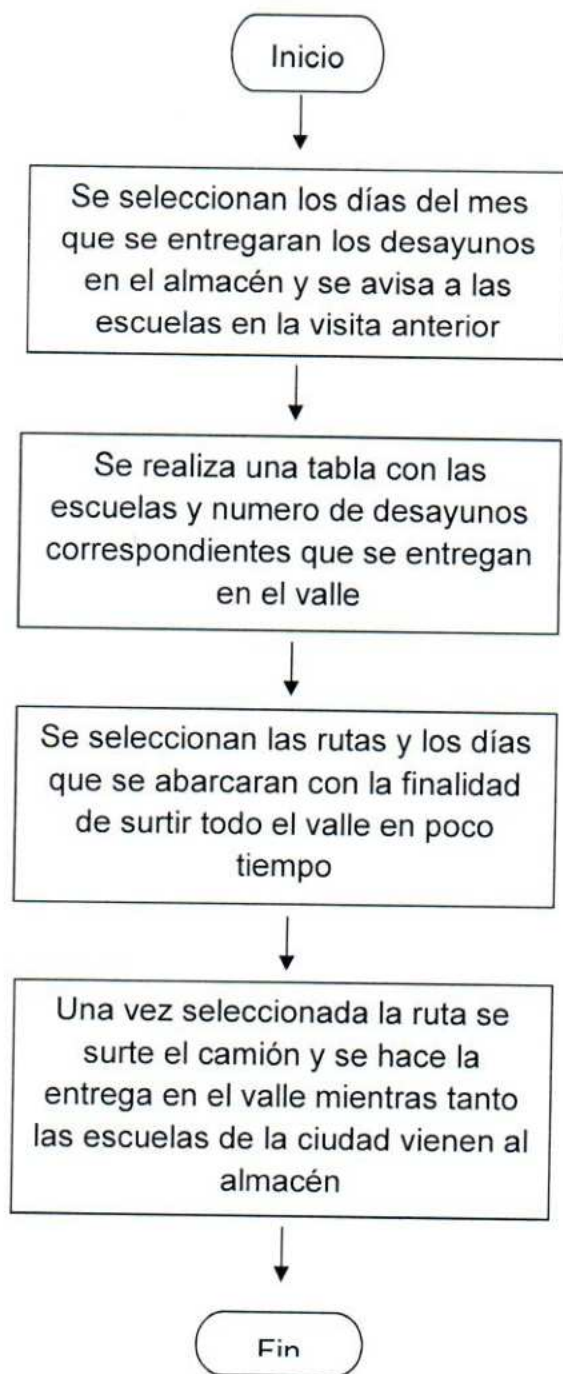 Inicio
Se seleccionan los días del mes
que se entregaran los desayunos
en el almacén y se avisa a las
escuelas en la visita anterior
Se realiza una tabla con las
escuelas y numero de desayunos
correspondientes que se entregan
en el valle
Se seleccionan las rutas y los días
que se abarcaran con la finalidad
de surtir todo el valle en poco
tiempo
Una vez seleccionada la ruta se
surte el camión y se hace la
entrega en el valle mientras tanto
las escuelas de la ciudad vienen al
almacén
Fin